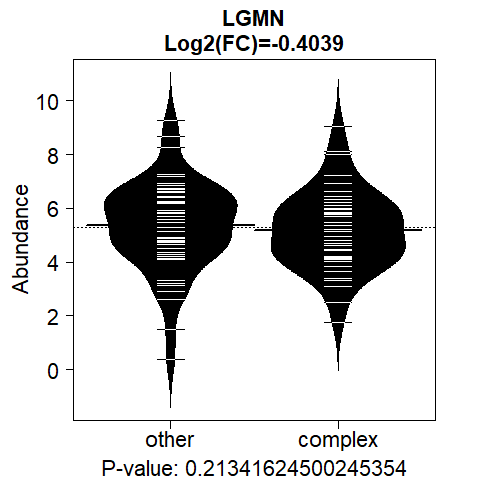 LGMN
Log2(FC)=-0.4039
Abundance
10
8
6
4
2
0
other complex
P-value: 0.21341624500245354